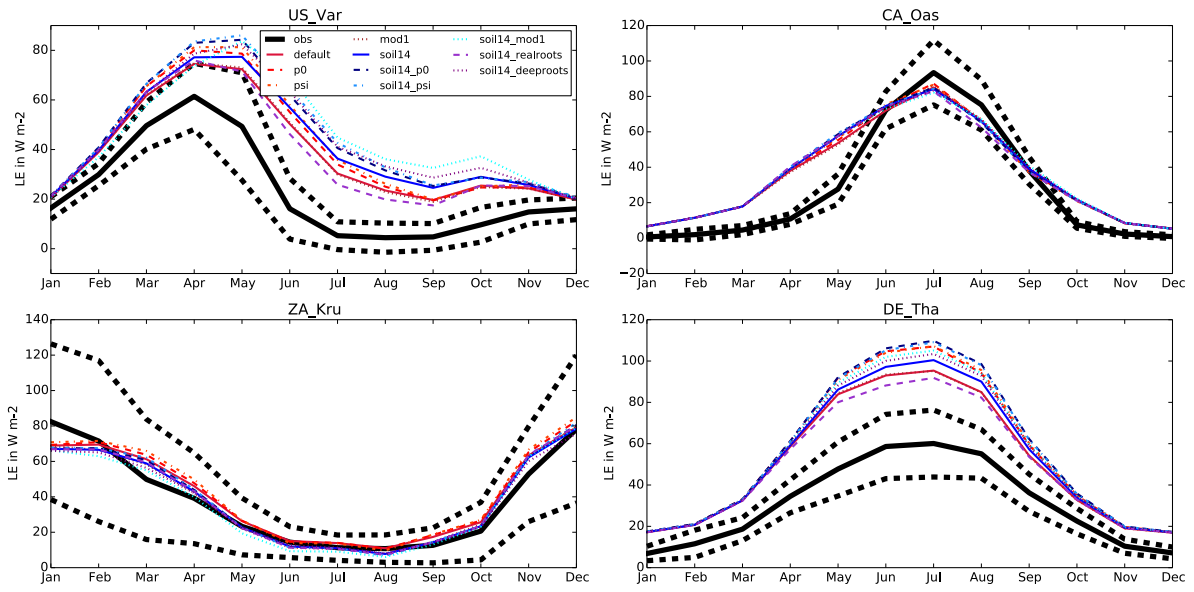 US_Var
LE in W m-2
80
60
40
20
0
obs
default
p0
psi
mod1
soil14
soil14_p0
soil14_psi
soil14_mod1
soil14_realroots
soil14_deeproots
Jan Feb Mar Apr May Jun Jul Aug Sep Oct Nov Dec
CA_Oas
LE in W m-2
120
100
80
60
40
20
0
−20
Jan Feb Mar Apr May Jun Jul Aug Sep Oct Nov Dec
ZA_Kru
LE in W m-2
140
120
100
80
60
40
20
0
Jan Feb Mar Apr May Jun Jul Aug Sep Oct Nov Dec
DE_Tha
LE in W m-2
120
100
80
60
40
20
0
Jan Feb Mar Apr May Jun Jul Aug Sep Oct Nov Dec